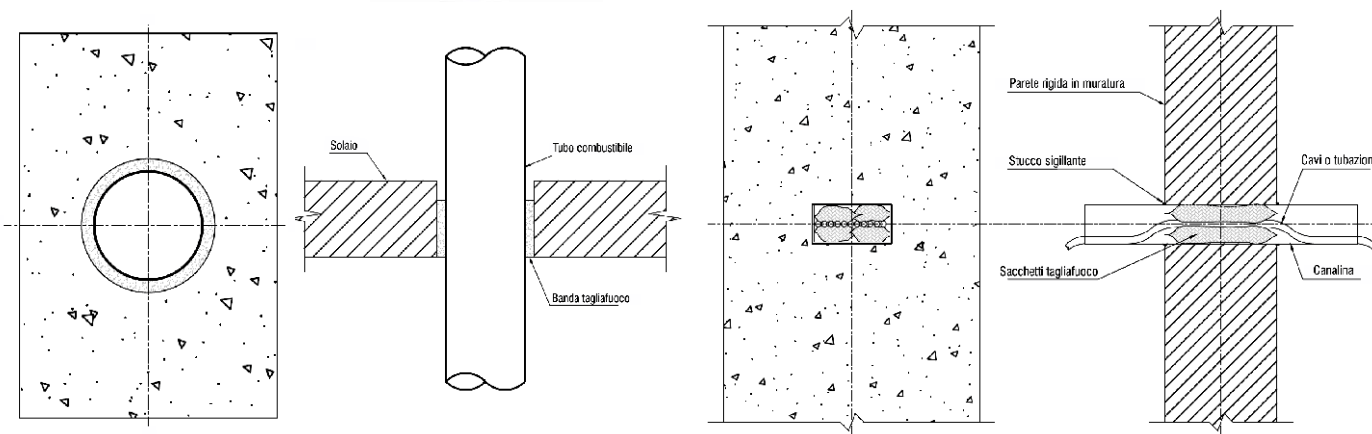 Solaio
Tubo combustibile
Banda tagliafuoco
Parete rigida in muratura
Stucco sigillante
Cavi o tubazion
Sacchetti tagliafuoco
Canalina